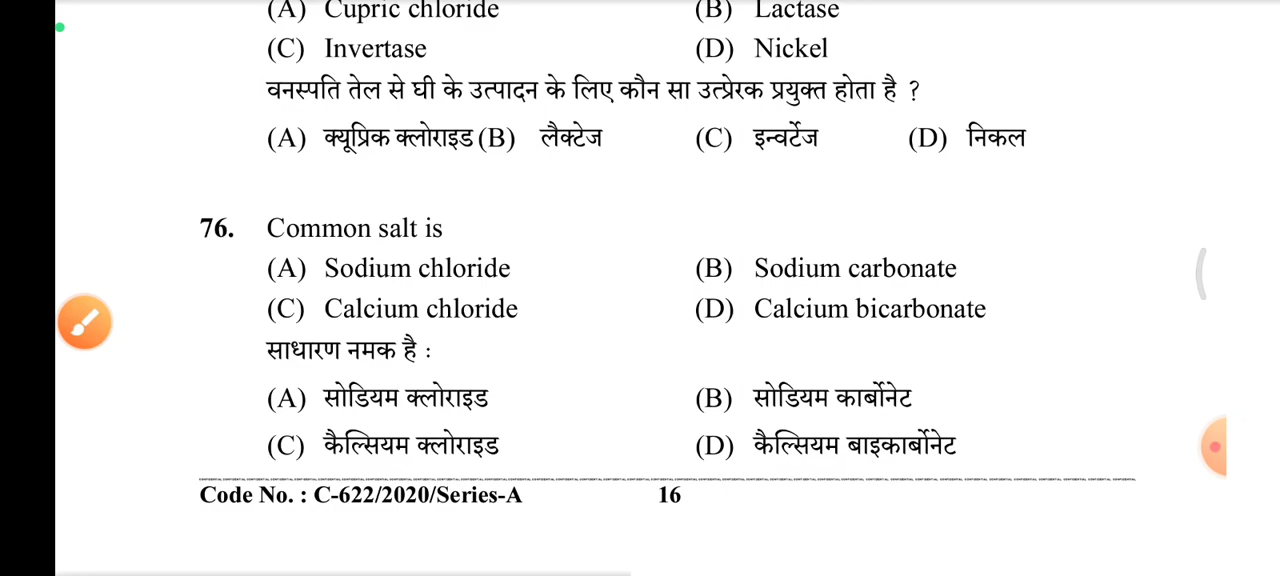 (A) Cupric chloride (B) Lactase
(C) Invertase (D) Nickel
वनस्पति तेल से घी के उत्पादन के लिए कौन सा उत्प्रेरक प्रयुक्त होता है ?
(A) क्यूप्रिक क्लोराइड (B) लैक्टेज (C) इन्वर्टेज (D) निकल
76. Common salt is
(A) Sodium chloride (B) Sodium carbonate
(C) Calcium chloride (D) Calcium bicarbonate
साधारण नमक है :
(A) सोडियम क्लोराइड (B) सोडियम कार्बोनेट
(C) कैल्सियम क्लोराइड (D) कैल्सियम बाइकार्बोनेट
Code No. : C-622/2020/Series-A 16